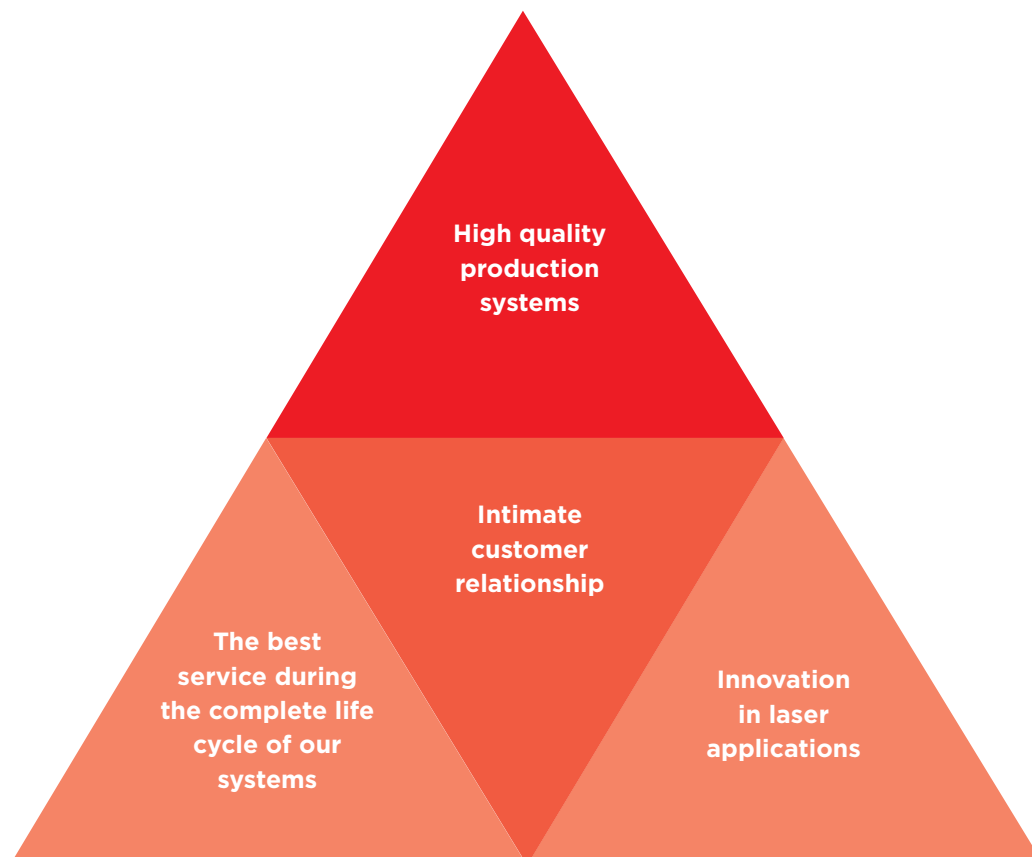 High quality
production
systems
Intimate
customer
relationship
The best
service during
the complete life
cycle of our
systems
Innovation
in laser
applications